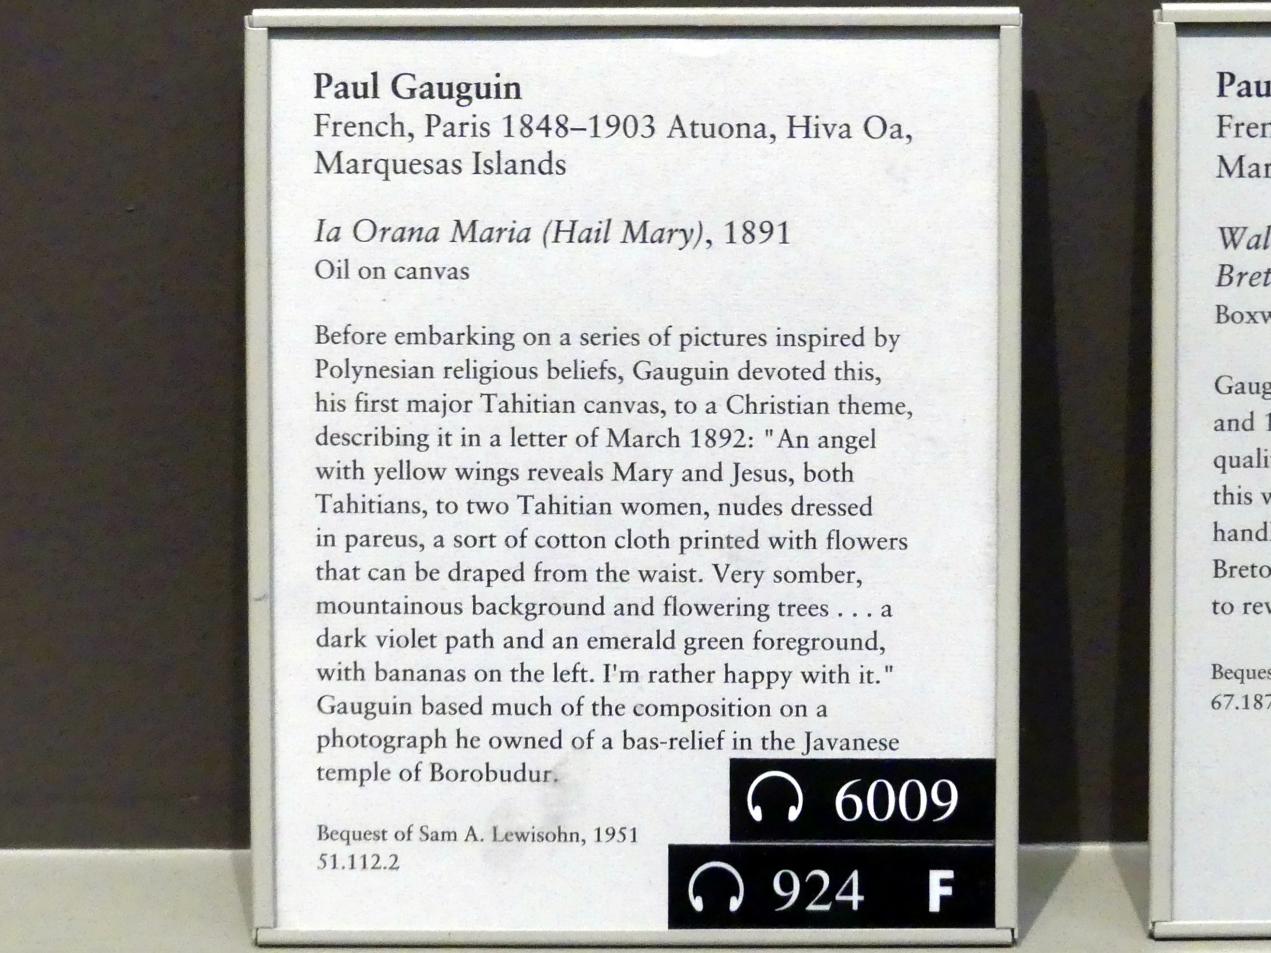 Paul Gauguin
French, Paris 1848–1903 Atuona, Hiva Oa,
Marquesas Islands
Ia Orana Maria (Hail Mary), 1891
Oil on canvas
Before embarking on a series of pictures inspired by
Polynesian religious beliefs, Gauguin devoted this,
his first major Tahitian canvas, to a Christian theme,
describing it in a letter of March 1892: "An angel
with yellow wings reveals Mary and Jesus, both
Tahitians, to two Tahitian women, nudes dressed
in pareus, a sort of cotton cloth printed with flowers
that can be draped from the waist. Very somber,
mountainous background and flowering trees . . . a
dark violet path and an emerald green foreground,
with bananas on the left. I'm rather happy with it."
Gauguin based much of the composition on a
photograph he owned of a bas-relief in the Javanese
temple of Borobudur.
Bequest of Sam A. Lewisohn, 1951
51.112.2
6009
924 F
Pau
Fren
Mar
Wal
Bret
Boxw
Gaug
and 1
quali
this w
handl
Breto
to rev
Beques
67.187